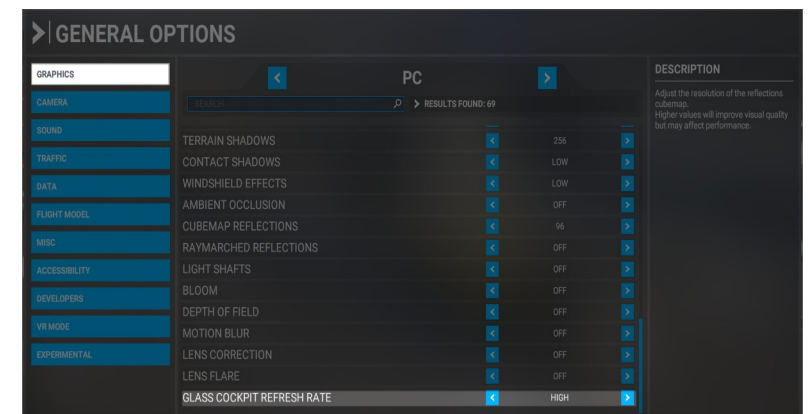 GENERAL OPTIONS
GRAPHICS
CAMERA
SOUND
TRAFFIC
DATA
FLIGHT MODEL
MISC
ACCESSIBILITY
DEVELOPERS
VR MODE
EXPERIMENTAL
PC
SEARCH
RESULTS FOUND: 69
TERRAIN SHADOWS 256
CONTACT SHADOWS LOW
WINDSHIELD EFFECTS LOW
AMBIENT OCCLUSION OFF
CUBEMAP REFLECTIONS 96
RAYMARCHED REFLECTIONS OFF
LIGHT SHAFTS OFF
BLOOM OFF
DEPTH OF FIELD OFF
MOTION BLUR OFF
LENS CORRECTION OFF
LENS FLARE OFF
GLASS COCKPIT REFRESH RATE HIGH
DESCRIPTION
Adjust the resolution of the reflections
cubemap.
Higher values will improve visual quality
but may affect performance.